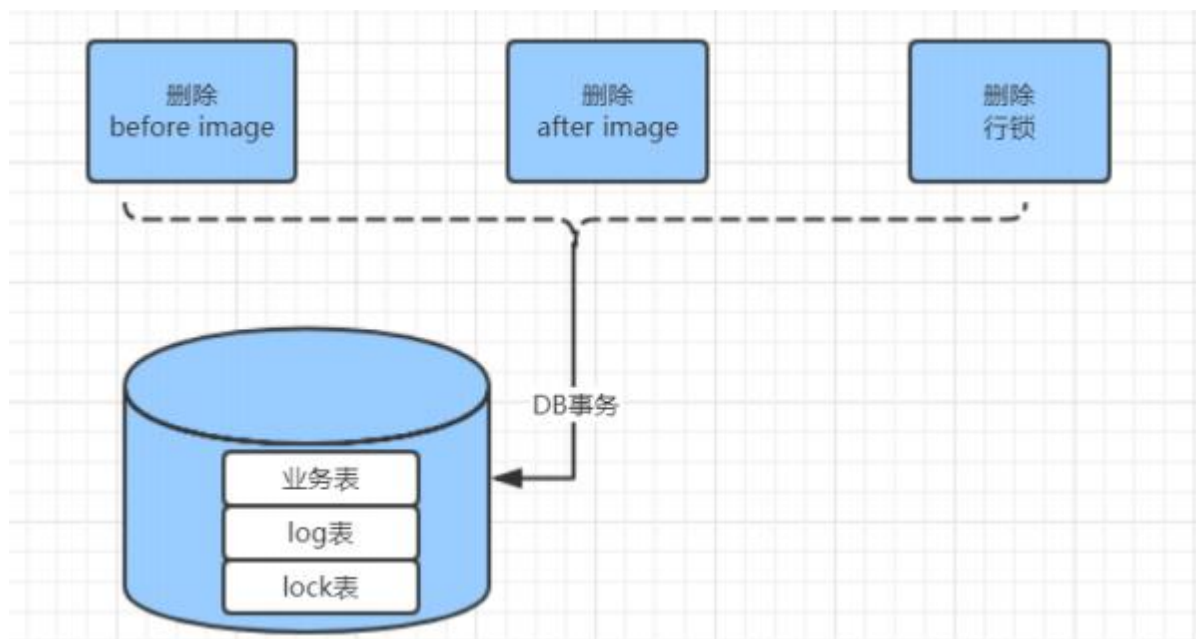 删除
before image
删除
after image
删除
行锁
DB事务
业务表
log表
lock表